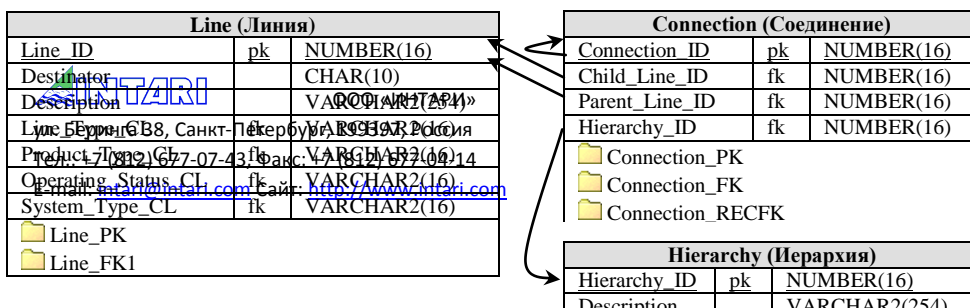 Line (Линия)
Line_ID pk NUMBER(16)
Destinator CHAR(10)
Description VARCHAR2(254)
Line_Type_CL fk VARCHAR2(16)
Product_Type_CL fk VARCHAR2(16)
Operating_Status_CL fk VARCHAR2(16)
System_Type_CL fk VARCHAR2(16)
Line_PK
Line_FK1
INTARI
ООО «ИНТАРИ»
ул. Беринга 38, Санкт-Петербург, 199397, Россия
Тел.: +7 (812) 677-07-43, Факс: +7 (812) 677-04-14
E-mail: intari@intari.com Сайт: http://www.intari.com
Connection (Соединение)
Connection_ID pk NUMBER(16)
Child_Line_ID fk NUMBER(16)
Parent_Line_ID fk NUMBER(16)
Hierarchy_ID fk NUMBER(16)
Connection_PK
Connection_FK
Connection_RECFK
Hierarchy (Иерархия)
Hierarchy_ID pk NUMBER(16)
Description VARCHAR2(254)